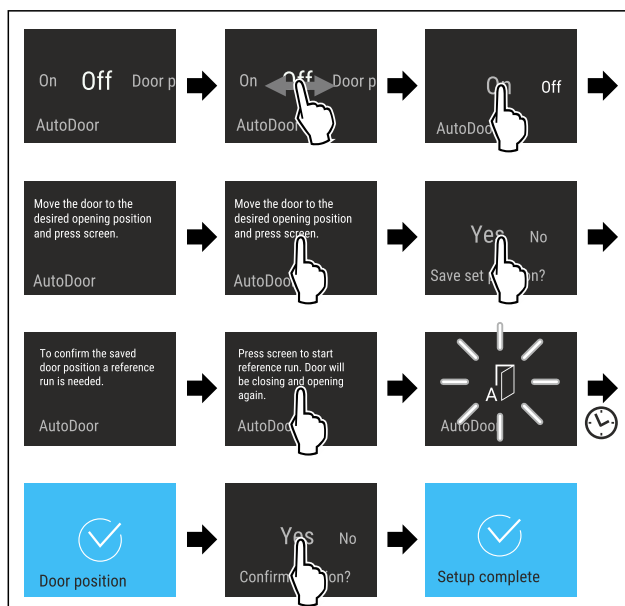 On Off Door p
AutoDoor
On Off Door p
AutoDoor
On Off
AutoDoor
Move the door to the
desired opening position
and press screen.
AutoDoor
Move the door to the
desired opening position
and press screen.
AutoDoor
Yes No
Save set position?
To confirm the saved
door position a reference
run is needed.
AutoDoor
Press screen to start
reference run. Door will
be closing and opening
again.
AutoDoor
A
AutoDoor
Door position
Yes No
Confirm position?
Setup complete